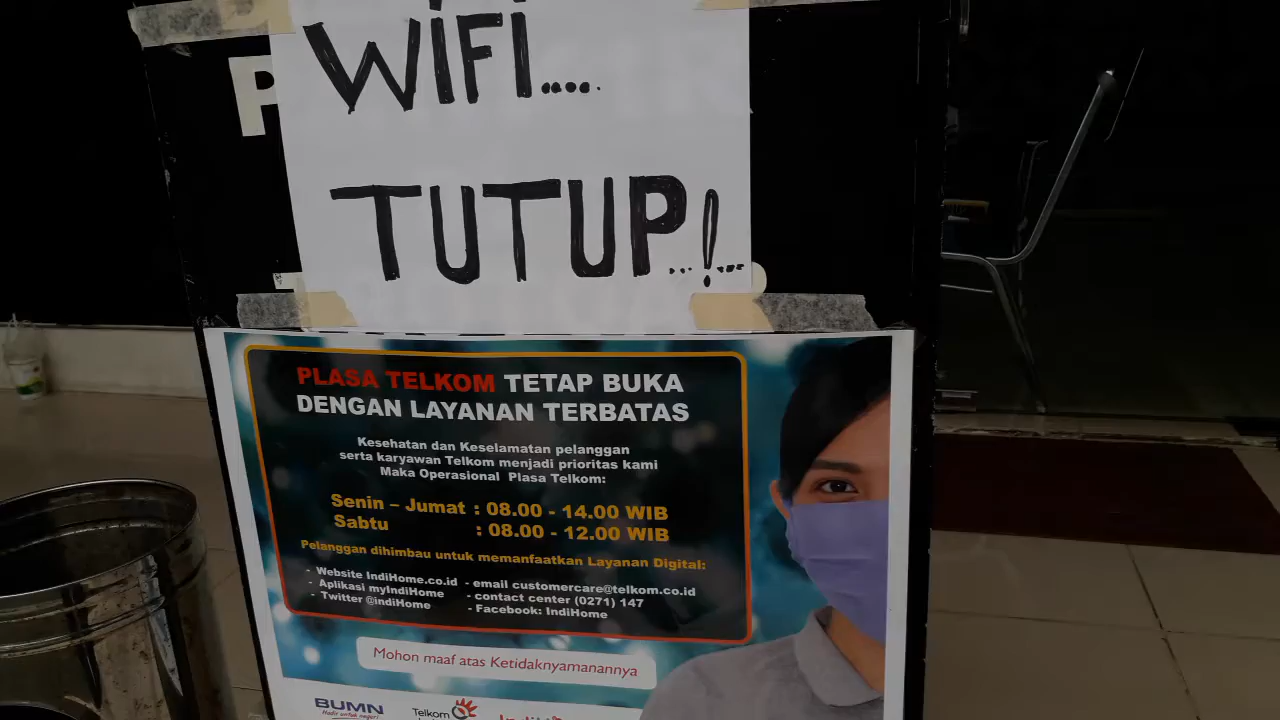 WiFi.....
TUTUP...!...
PLASA TELKOM TETAP BUKA
DENGAN LAYANAN TERBATAS
Kesehatan dan Keselamatan pelanggan
serta karyawan Telkom menjadi prioritas kami
Maka Operasional Plasa Telkom:
Senin – Jumat : 08.00 - 14.00 WIB
Sabtu : 08.00 - 12.00 WIB
Pelanggan dihimbau untuk memanfaatkan Layanan Digital:
- Website IndiHome.co.id - email customercare@telkom.co.id
- Aplikasi myIndiHome - contact center (0271) 147
- Twitter @indiHome - Facebook: IndiHome
Mohon maaf atas Ketidaknyamanannya
BUMN Telkom
Hadir untuk negeri